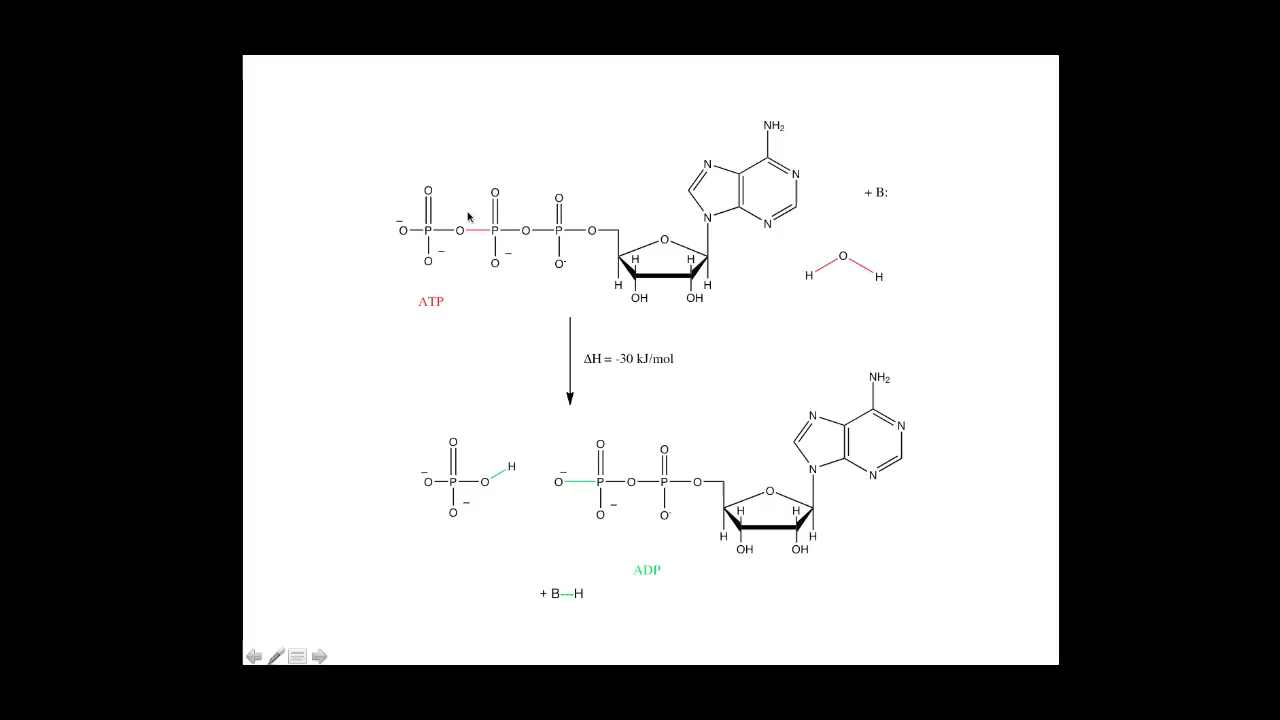 NH₂
N
N
N
N
+ B:
O
O
O
⁻O
P
O
P
O
P
O
O⁻
O⁻
O⁻
O
H
H
H
H
OH
OH
O
H
H
ATP
ΔH = -30 kJ/mol
NH₂
N
N
N
N
O
⁻O
P
O
H
O⁻
O
O
⁻O
P
O
P
O
O⁻
O⁻
O
H
H
H
H
OH
OH
ADP
+ B---H